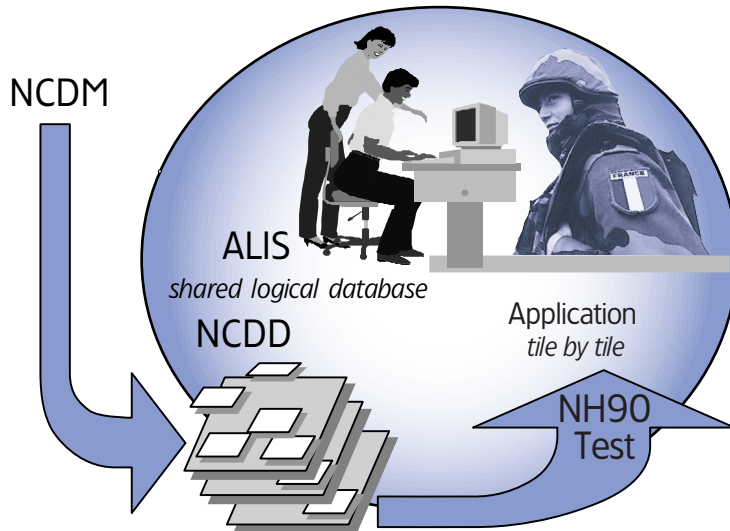 NCDM
FRANCE
ALIS
shared logical database
NCDD
Application
tile by tile
NH90
Test